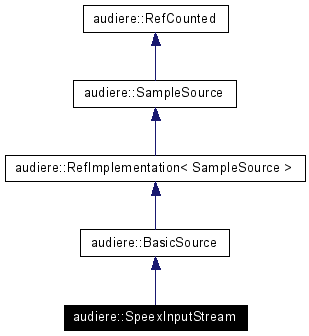 audiere::RefCounted
audiere::SampleSource
audiere::RefImplementation< SampleSource >
audiere::BasicSource
audiere::SpeexInputStream